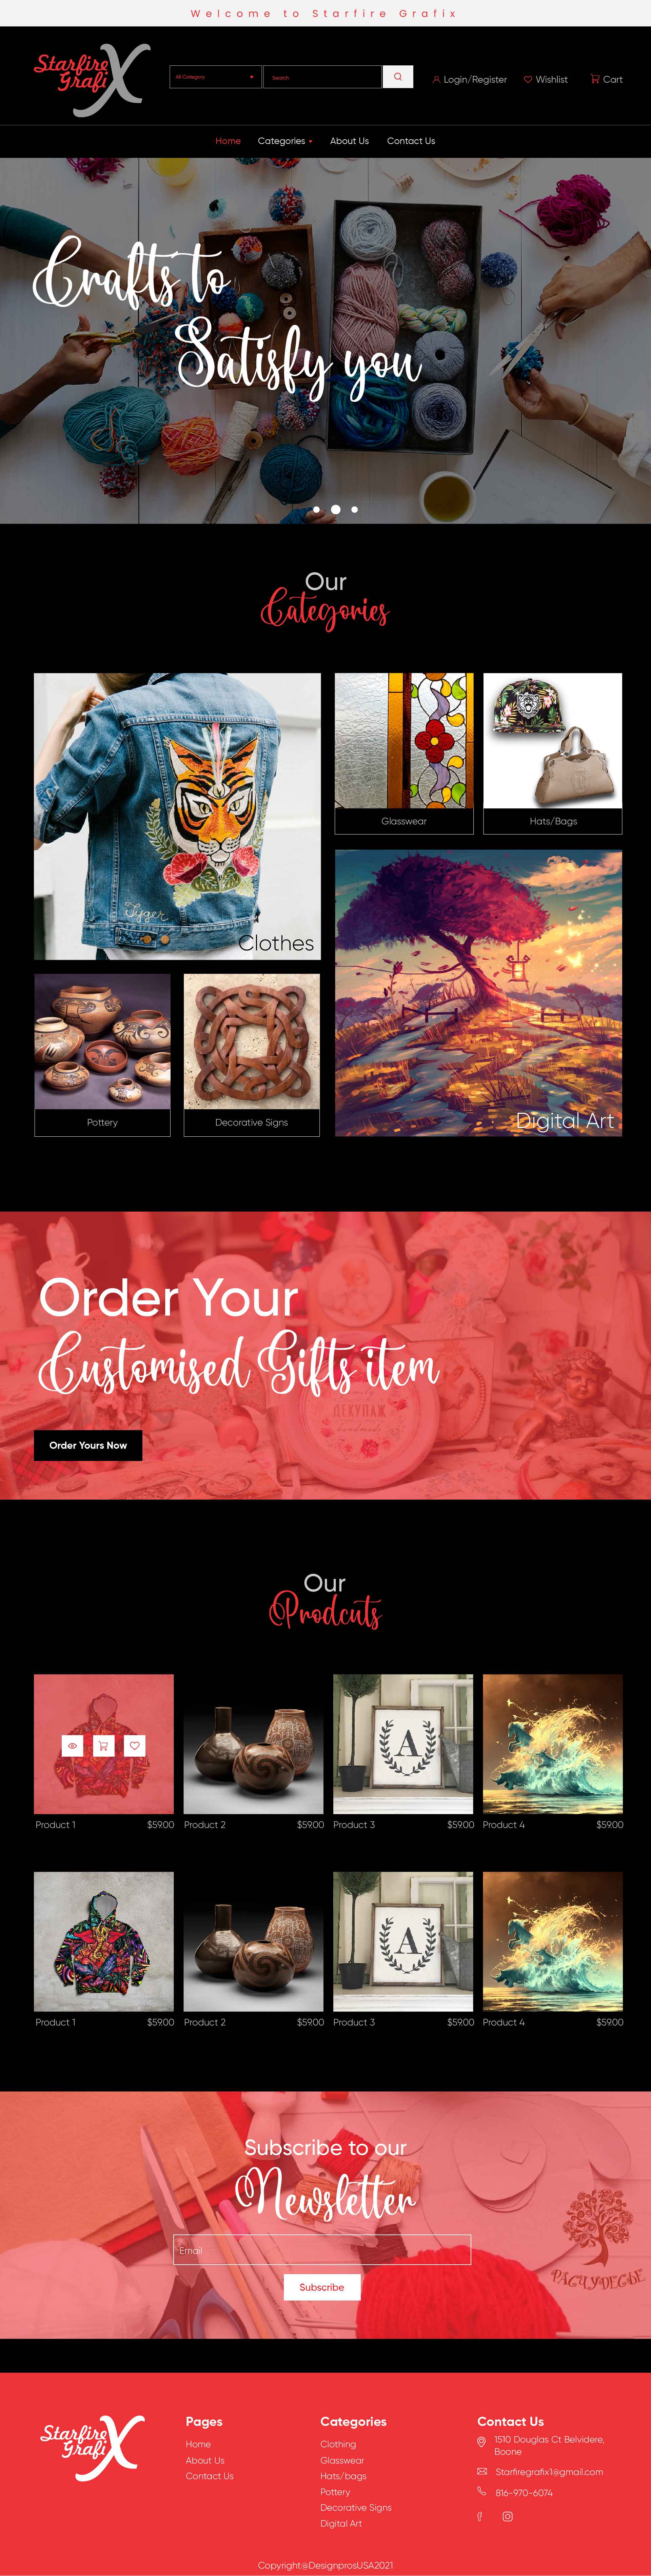 Welcome to Starfire Grafix
Starfire
GrafiX
All Category
Search
Login/Register
Wishlist
Cart
Home
Categories
About Us
Contact Us
Crafts to
Satisfy you
Our
Categories
Tyger
Clothes
Glasswear
Hats/Bags
Pottery
Decorative Signs
Digital Art
Order Your
Customised Gifts item
ДЕКУПАЖ
handmade
Order Yours Now
Our
Prodcuts
A
Product 1 $59.00
Product 2 $59.00
Product 3 $59.00
Product 4 $59.00
A
Product 1 $59.00
Product 2 $59.00
Product 3 $59.00
Product 4 $59.00
Subscribe to our
Newsletter
Email
Subscribe
Starfire
GrafiX
Pages
Home
About Us
Contact Us
Categories
Clothing
Glasswear
Hats/bags
Pottery
Decorative Signs
Digital Art
Contact Us
1510 Douglas Ct Belvidere,
Boone
Starfiregrafix1@gmail.com
816-970-6074
Copyright@DesignprosUSA2021